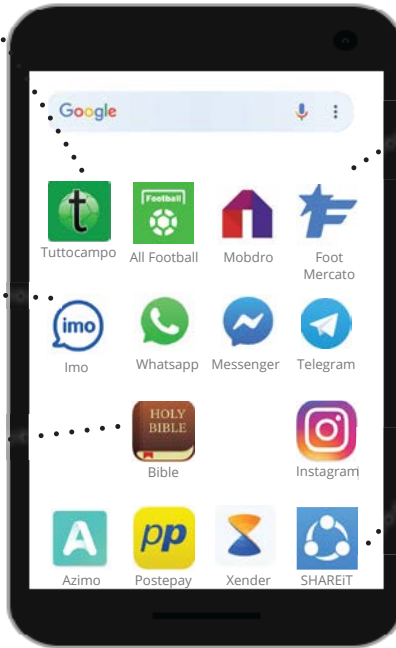 Google
t
Football
Tuttocampo
All Football
Mobdro
Foot
Mercato
imo
Imo
Whatsapp
Messenger
Telegram
HOLY
BIBLE
Bible
Instagram
A
pp
Azimo
Postepay
Xender
SHAREiT